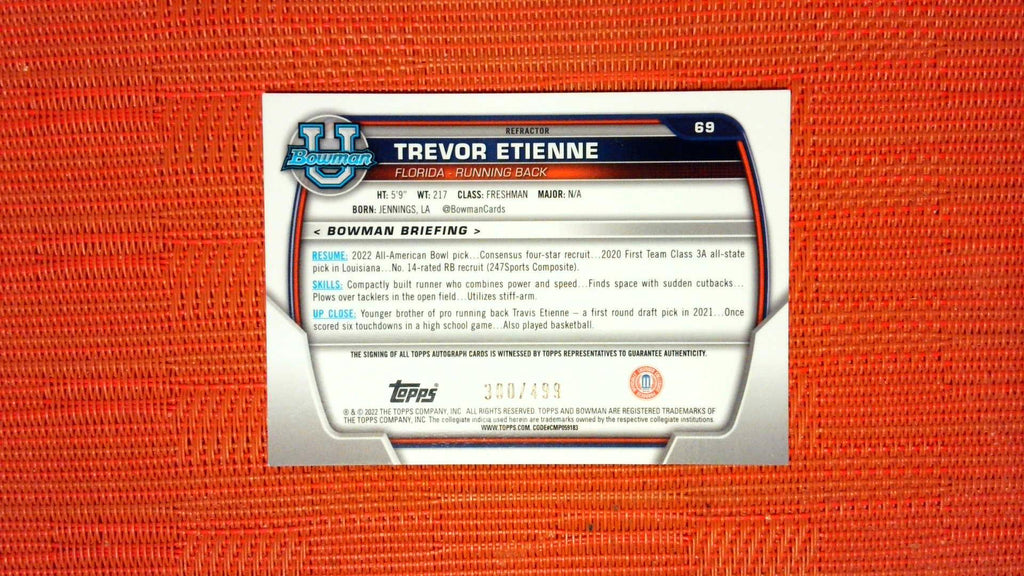 69
REFRACTOR
U
Bowman
TREVOR ETIENNE
FLORIDA - RUNNING BACK
HT: 5'9" WT: 217 CLASS: FRESHMAN MAJOR: N/A
BORN: JENNINGS, LA @BowmanCards
< BOWMAN BRIEFING >
RESUME: 2022 All-American Bowl pick...Consensus four-star recruit...2020 First Team Class 3A all-state
pick in Louisiana...No. 14-rated RB recruit (247Sports Composite).
SKILLS: Compactly built runner who combines power and speed...Finds space with sudden cutbacks...
Plows over tacklers in the open field...Utilizes stiff-arm.
UP CLOSE: Younger brother of pro running back Travis Etienne – a first round draft pick in 2021...Once
scored six touchdowns in a high school game...Also played basketball.
THE SIGNING OF ALL TOPPS AUTOGRAPH CARDS IS WITNESSED BY TOPPS REPRESENTATIVES TO GUARANTEE AUTHENTICITY.
Topps® 300/499
® & © 2022 THE TOPPS COMPANY, INC. ALL RIGHTS RESERVED. TOPPS AND BOWMAN ARE REGISTERED TRADEMARKS OF
THE TOPPS COMPANY, INC. The collegiate indicia used herein are trademarks owned by the respective collegiate institutions.
WWW.TOPPS.COM. CODE#CMP059183